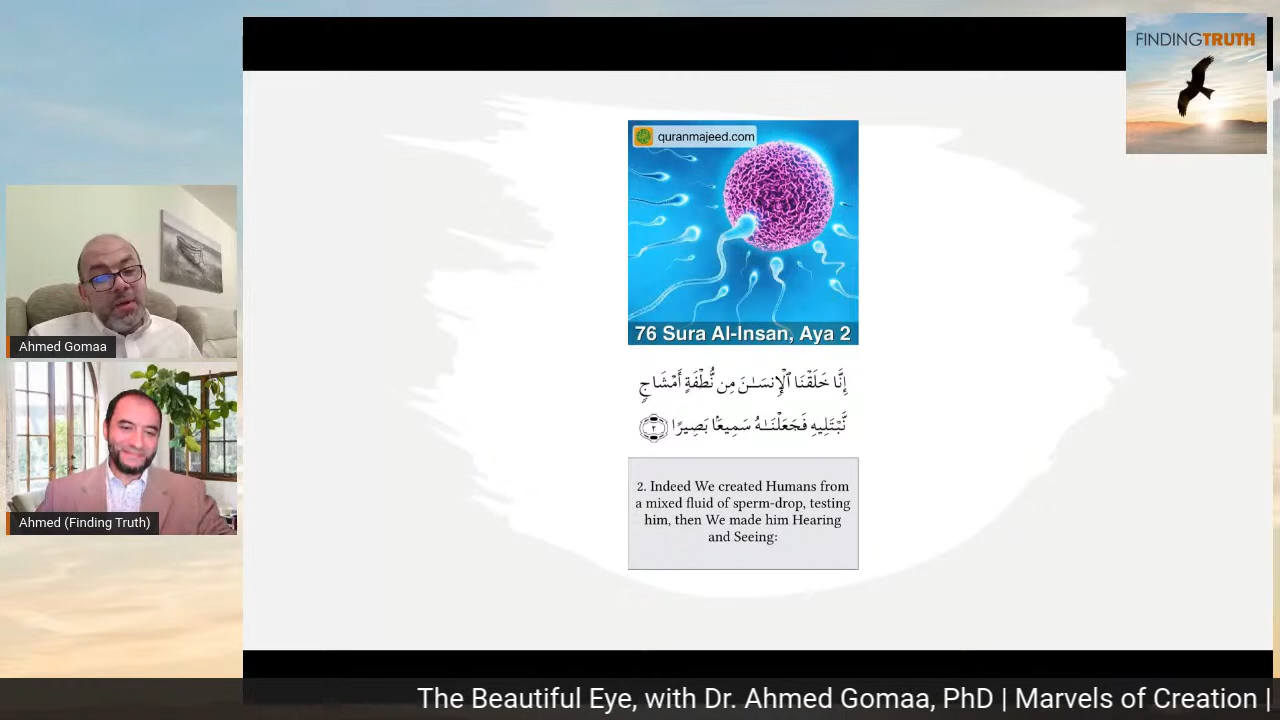 FINDINGTRUTH
quranmajeed.com
76 Sura Al-Insan, Aya 2
إِنَّا خَلَقْنَا ٱلْإِنسَـٰنَ مِن نُّطْفَةٍ أَمْشَاجٍ
نَّبْتَلِيهِ فَجَعَلْنَـٰهُ سَمِيعًۢا بَصِيرًا ٢
2. Indeed We created Humans from
a mixed fluid of sperm-drop, testing
him, then We made him Hearing
and Seeing:
Ahmed Gomaa
Ahmed (Finding Truth)
The Beautiful Eye, with Dr. Ahmed Gomaa, PhD | Marvels of Creation |